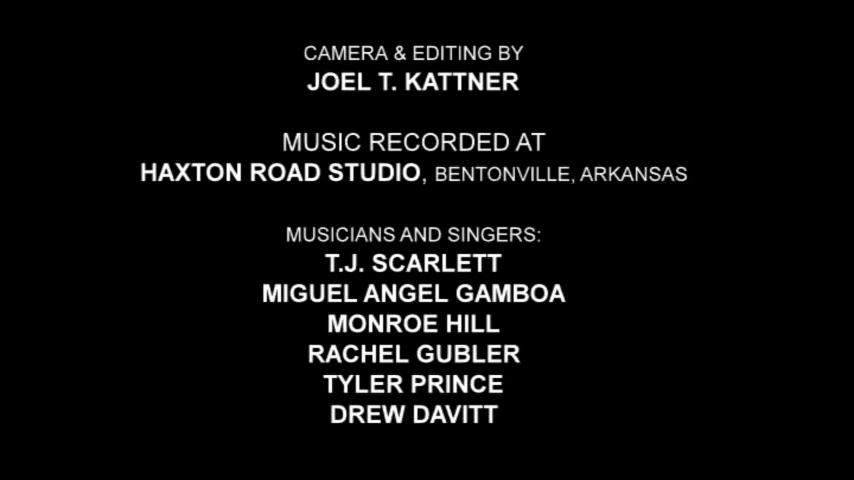 CAMERA & EDITING BY
JOEL T. KATTNER
MUSIC RECORDED AT
HAXTON ROAD STUDIO, BENTONVILLE, ARKANSAS
MUSICIANS AND SINGERS:
T.J. SCARLETT
MIGUEL ANGEL GAMBOA
MONROE HILL
RACHEL GUBLER
TYLER PRINCE
DREW DAVITT